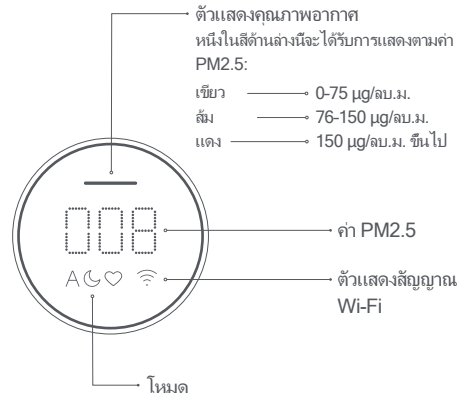 ตัวแสดงคุณภาพอากาศ
หนึ่งในสีด้านล่างนี้จะได้รับการแสดงตามค่า
PM2.5:
เขียว 0-75 µg/ลบ.ม.
ส้ม 76-150 µg/ลบ.ม.
แดง 150 µg/ลบ.ม. ขึ้นไป
008
ค่า PM2.5
A
ตัวแสดงสัญญาณ
Wi-Fi
โหมด